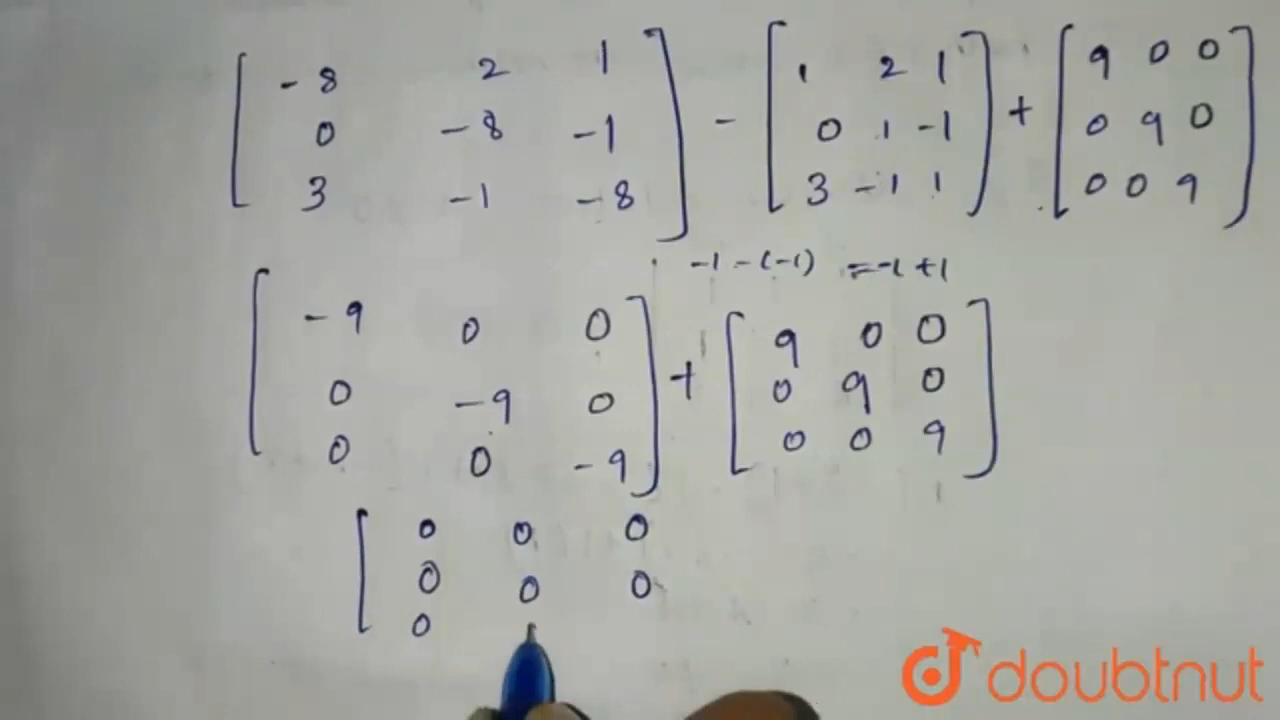 [ -8 2 1 ] - [ 1 2 1 ] + [ 9 0 0 ]
[ 0 -8 -1 ] [ 0 1 -1 ] [ 0 9 0 ]
[ 3 -1 -8 ] [ 3 -1 1 ] [ 0 0 9 ]
-1 - (-1) = -1 + 1
[ -9 0 0 ] + [ 9 0 0 ]
[ 0 -9 0 ] [ 0 9 0 ]
[ 0 0 -9 ] [ 0 0 9 ]
[ 0 0 0
0 0 0
0
doubtnut